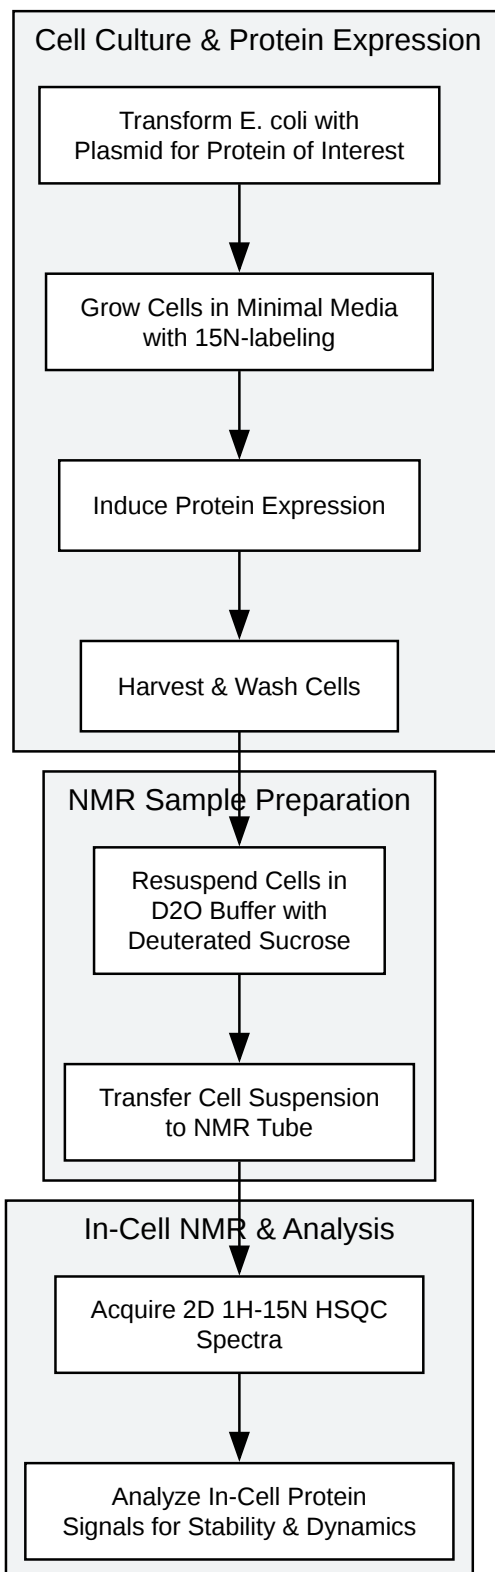 Cell Culture & Protein Expression
Transform E. coli with
Plasmid for Protein of Interest
Grow Cells in Minimal Media
with 15N-labeling
Induce Protein Expression
Harvest & Wash Cells
NMR Sample Preparation
Resuspend Cells in
D2O Buffer with
Deuterated Sucrose
Transfer Cell Suspension
to NMR Tube
In-Cell NMR & Analysis
Acquire 2D 1H-15N HSQC
Spectra
Analyze In-Cell Protein
Signals for Stability & Dynamics